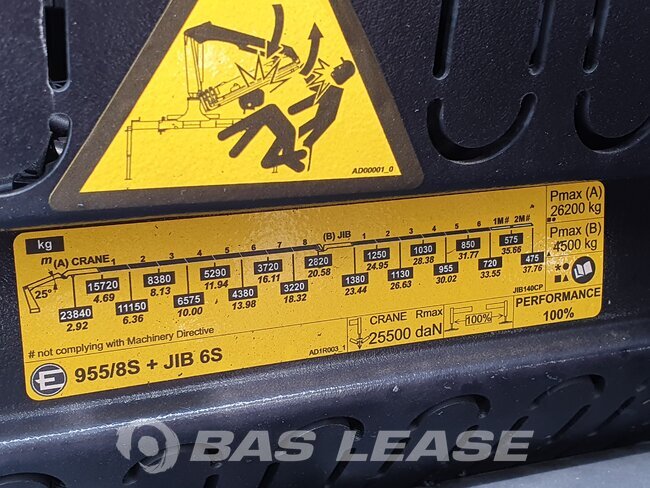 AD00001_0
kg
m (A) CRANE 1 2 3 4 5 6 7 8 (B) JIB 1 2 3 4 5 6 1M# 2M#
25°
23840 15720 11150 8380 6575 5290 4380 3720 3220 2820 1380 1250 1130 1030 955 850 720 575 475
2.92 4.69 6.36 8.13 10.00 11.94 13.98 16.11 18.32 20.58 23.44 24.95 26.63 28.38 30.02 31.77 33.55 35.66 37.76
Pmax (A)
26200 kg
Pmax (B)
4500 kg
JIB140CP
PERFORMANCE
100%
# not complying with Machinery Directive
CRANE Rmax
25500 daN
100%
AD1R003_1
E 955/8S + JIB 6S
BAS LEASE